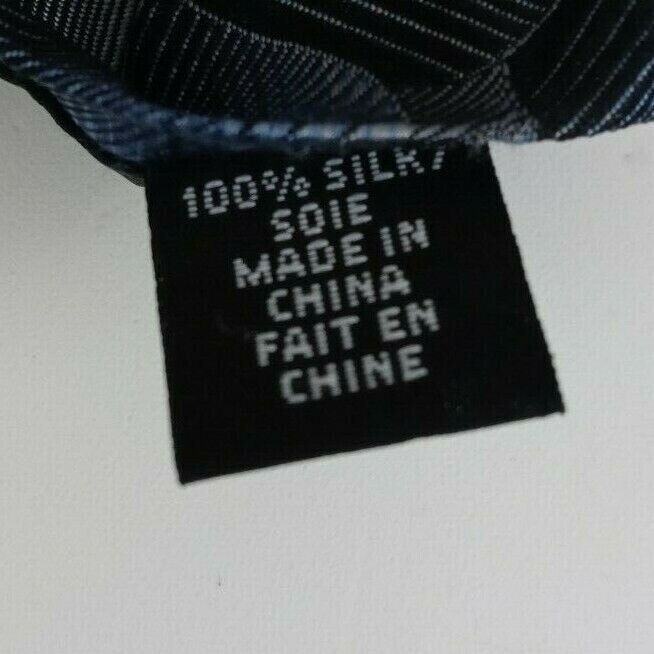 100% SILK/
SOIE
MADE IN
CHINA
FAIT EN
CHINE